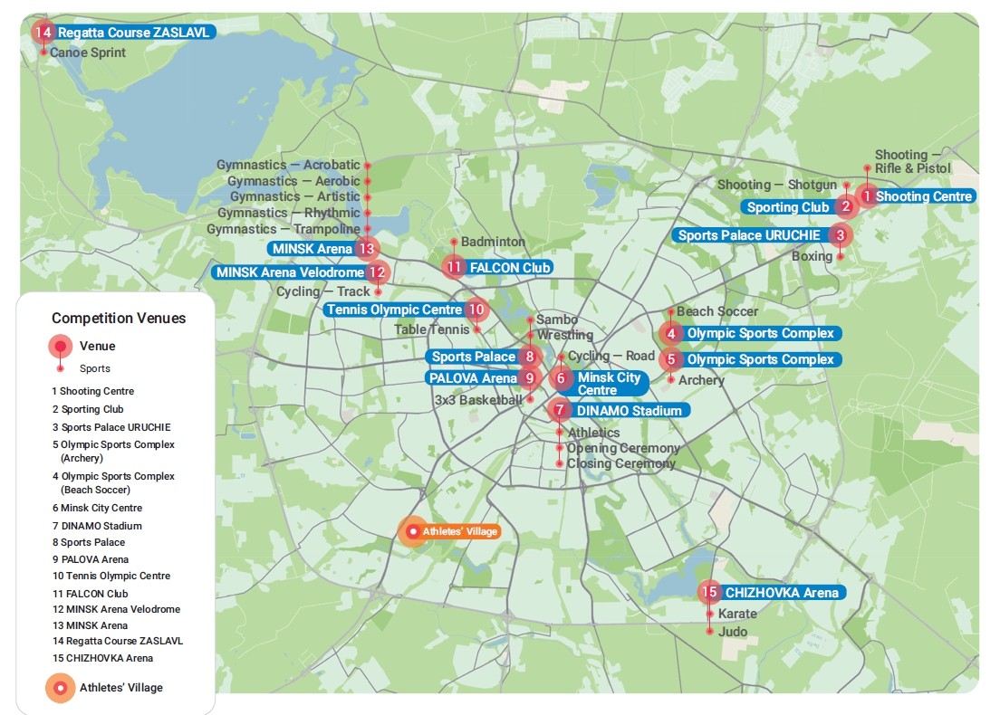 14 Regatta Course ZASLAVL
Canoe Sprint
Gymnastics — Acrobatic
Gymnastics — Aerobic
Gymnastics — Artistic
Gymnastics — Rhythmic
Gymnastics — Trampoline
MINSK Arena 13
MINSK Arena Velodrome 12
Cycling — Track
Badminton
11 FALCON Club
Tennis Olympic Centre 10
Table Tennis
Sambo
Wrestling
Sports Palace 8
PALOVA Arena 9
3x3 Basketball
Cycling — Road
6 Minsk City
Centre
7 DINAMO Stadium
Athletics
Opening Ceremony
Closing Ceremony
Shooting —
Rifle & Pistol
1 Shooting Centre
Shooting — Shotgun
Sporting Club 2
Sports Palace URUCHIE 3
Boxing
Beach Soccer
4 Olympic Sports Complex
5 Olympic Sports Complex
Archery
Athletes' Village
15 CHIZHOVKA Arena
Karate
Judo
Competition Venues
Venue
Sports
1 Shooting Centre
2 Sporting Club
3 Sports Palace URUCHIE
5 Olympic Sports Complex
(Archery)
4 Olympic Sports Complex
(Beach Soccer)
6 Minsk City Centre
7 DINAMO Stadium
8 Sports Palace
9 PALOVA Arena
10 Tennis Olympic Centre
11 FALCON Club
12 MINSK Arena Velodrome
13 MINSK Arena
14 Regatta Course ZASLAVL
15 CHIZHOVKA Arena
Athletes' Village